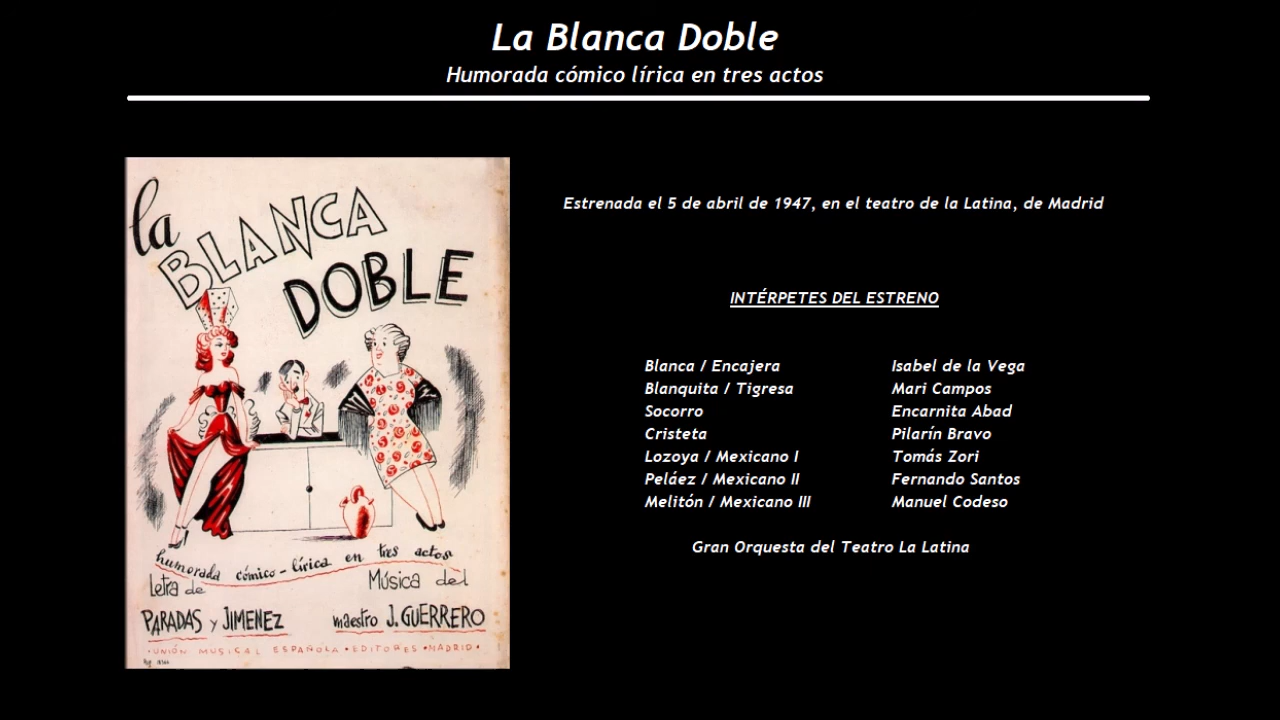 La Blanca Doble
Humorada cómico lírica en tres actos
la
BLANCA
DOBLE
humorada cómico-lírica en tres actos
Letra de
PARADAS y JIMENEZ
Música del
maestro J. GUERRERO
•UNIÓN MUSICAL ESPAÑOLA•EDITORES•MADRID•
Estrenada el 5 de abril de 1947, en el teatro de la Latina, de Madrid
INTÉRPETES DEL ESTRENO
Blanca / Encajera Isabel de la Vega
Blanquita / Tigresa Mari Campos
Socorro Encarnita Abad
Cristeta Pilarín Bravo
Lozoya / Mexicano I Tomás Zori
Peláez / Mexicano II Fernando Santos
Melitón / Mexicano III Manuel Codeso
Gran Orquesta del Teatro La Latina